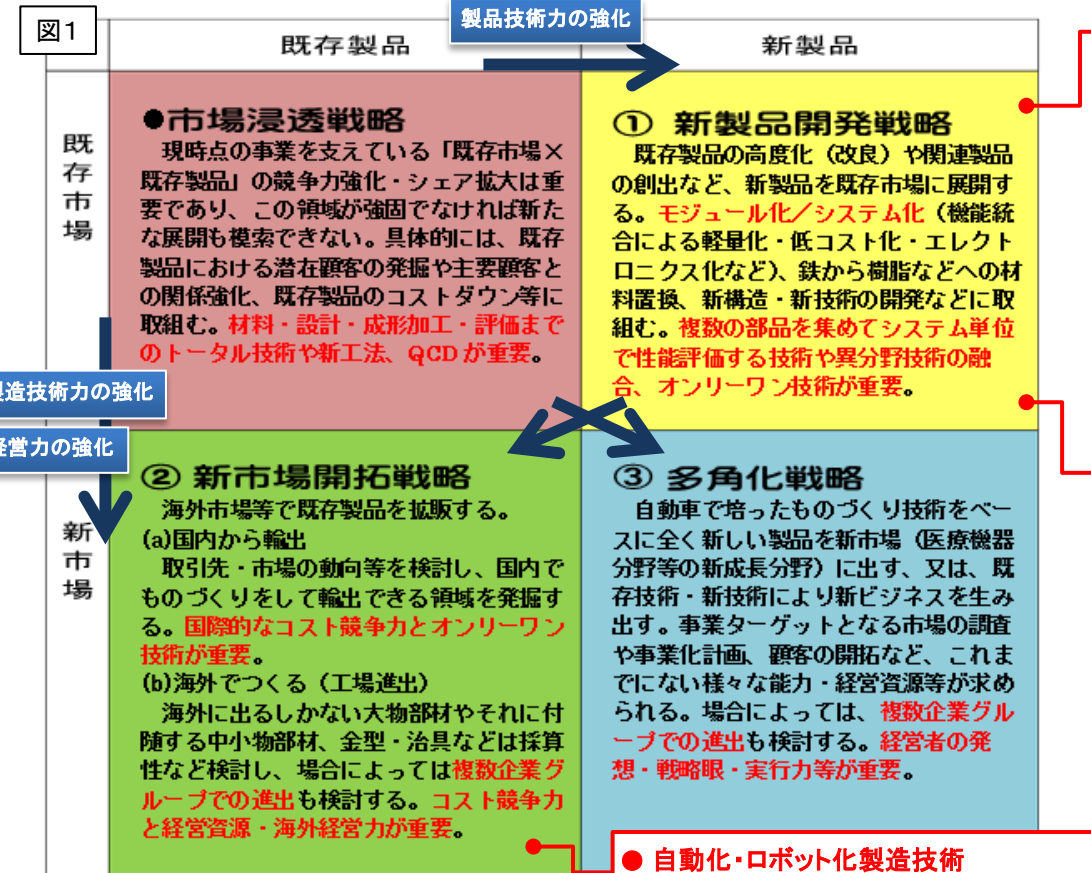 図1
製品技術力の強化
既存製品
新製品
既存市場
●市場浸透戦略
現時点の事業を支えている「既存市場×
既存製品」の競争力強化・シェア拡大は重
要であり、この領域が強固でなければ新た
な展開も模索できない。具体的には、既存
製品における潜在顧客の発掘や主要顧客と
の関係強化、既存製品のコストダウン等に
取組む。材料・設計・成形加工・評価まで
のトータル技術や新工法、QCDが重要。
① 新製品開発戦略
既存製品の高度化（改良）や関連製品
の創出など、新製品を既存市場に展開す
る。モジュール化／システム化（機能統
合による軽量化・低コスト化・エレクト
ロニクス化など）、鉄から樹脂などへの材
料置換、新構造・新技術の開発などに取
組む。複数の部品を集めてシステム単位
で性能評価する技術や異分野技術の融
合、オンリーワン技術が重要。
造技術力の強化
営力の強化
新市場
② 新市場開拓戦略
海外市場等で既存製品を拡販する。
(a)国内から輸出
取引先・市場の動向等を検討し、国内で
ものづくりをして輸出できる領域を発掘す
る。国際的なコスト競争力とオンリーワン
技術が重要。
(b)海外でつくる（工場進出）
海外に出るしかない大物部材やそれに付
随する中小物部材、金型・治具などは採算
性など検討し、場合によっては複数企業グ
ループでの進出も検討する。コスト競争力
と経営資源・海外経営力が重要。
③ 多角化戦略
自動車で培ったものづくり技術をベー
スに全く新しい製品を新市場（医療機器
分野等の新成長分野）に出す、又は、既
存技術・新技術により新ビジネスを生み
出す。事業ターゲットとなる市場の調査
や事業化計画、顧客の開拓など、これま
でにない様々な能力・経営資源等が求め
られる。場合によっては、複数企業グル
ープでの進出も検討する。経営者の発
想・戦略眼・実行力等が重要。
● 自動化・ロボット化製造技術